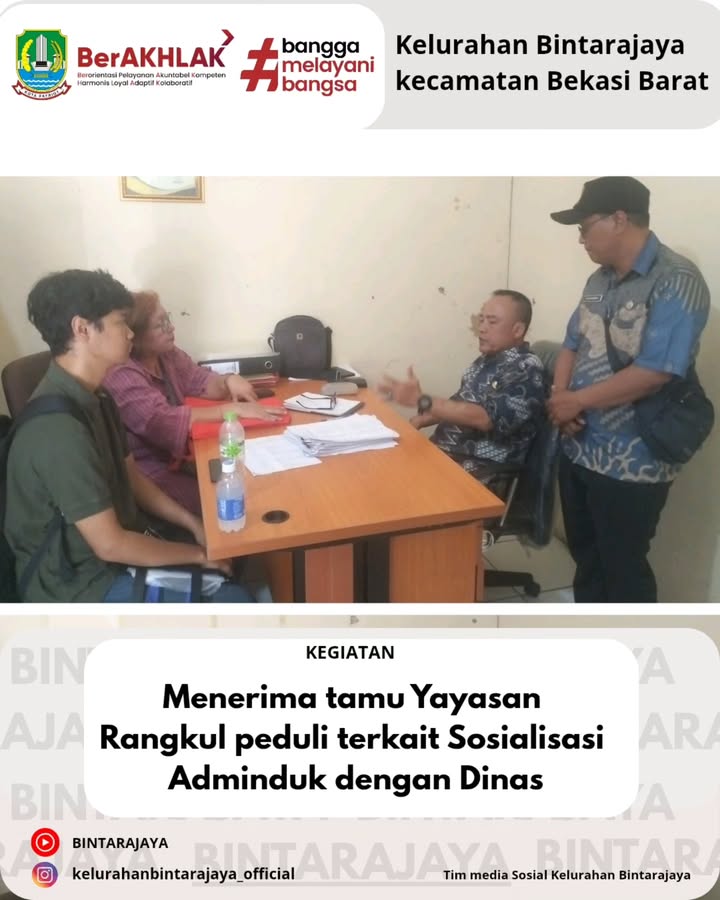 BerAKHLAK
Berorientasi Pelayanan Akuntabel Kompeten
Harmonis Loyal Adaptif Kolaboratif
#bangga
melayani
bangsa
Kelurahan Bintarajaya
kecamatan Bekasi Barat
KEGIATAN
Menerima tamu Yayasan
Rangkul peduli terkait Sosialisasi
Adminduk dengan Dinas
BINTARAJAYA
kelurahanbintarajaya_official
Tim media Sosial Kelurahan Bintarajaya
BINTARAJAYA